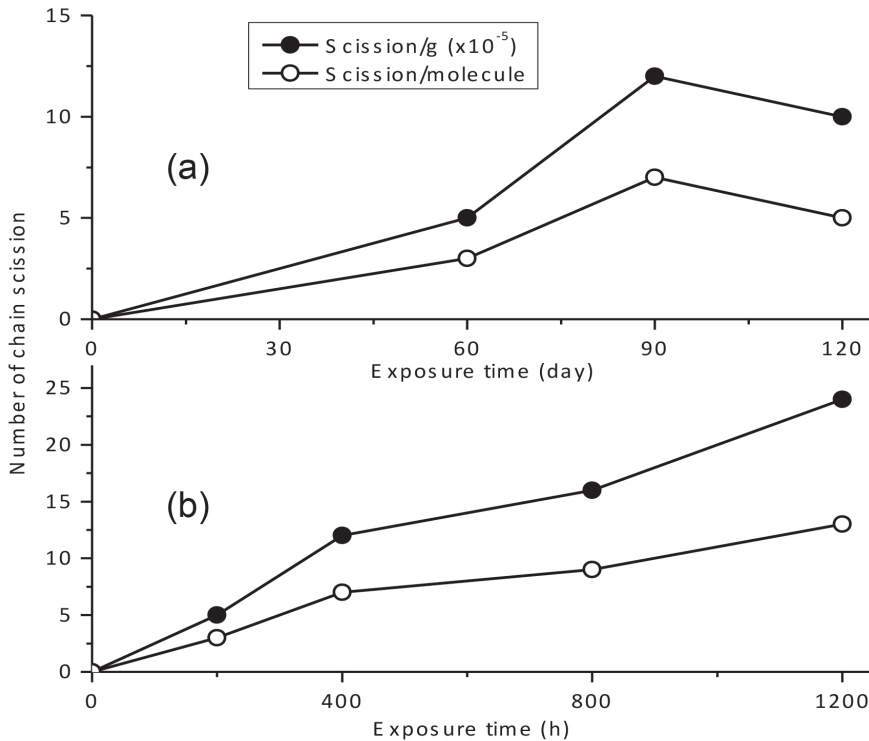 15
Scission/g (x10⁻⁵)
Scission/molecule
10
(a)
5
0
0 30 60 90 120
Exposure time (day)
Number of chain scission
25
20
(b)
15
10
5
0
0 400 800 1200
Exposure time (h)